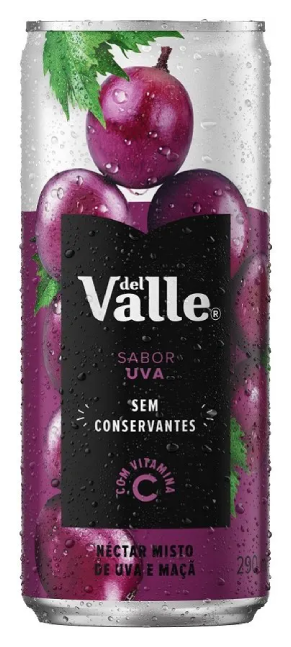 del
Valle®
SABOR
UVA
SEM
CONSERVANTES
COM VITAMINA
C
NÉCTAR MISTO
DE UVA E MAÇÃ
290